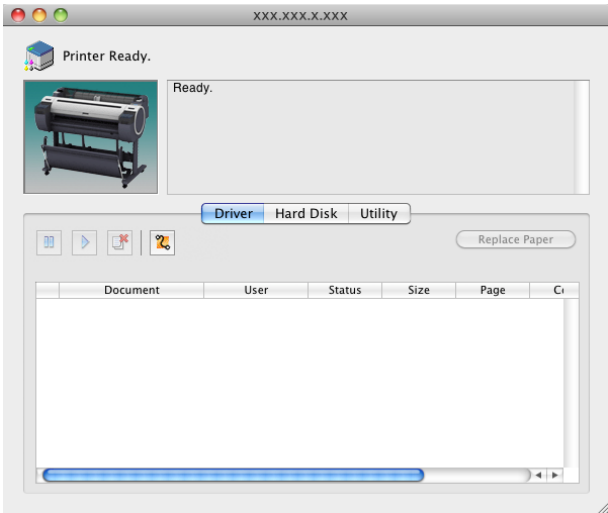 xxx.xxx.x.xxx
Printer Ready.
Ready.
Driver Hard Disk Utility
Replace Paper
Document User Status Size Page